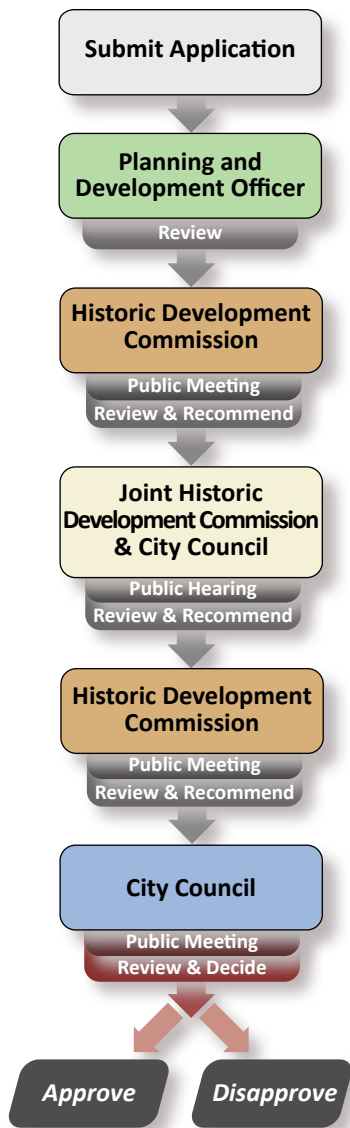 Submit Application
Planning and
Development Officer
Review
Historic Development
Commission
Public Meeting
Review & Recommend
Joint Historic
Development Commission
& City Council
Public Hearing
Review & Recommend
Historic Development
Commission
Public Meeting
Review & Recommend
City Council
Public Meeting
Review & Decide
Approve
Disapprove